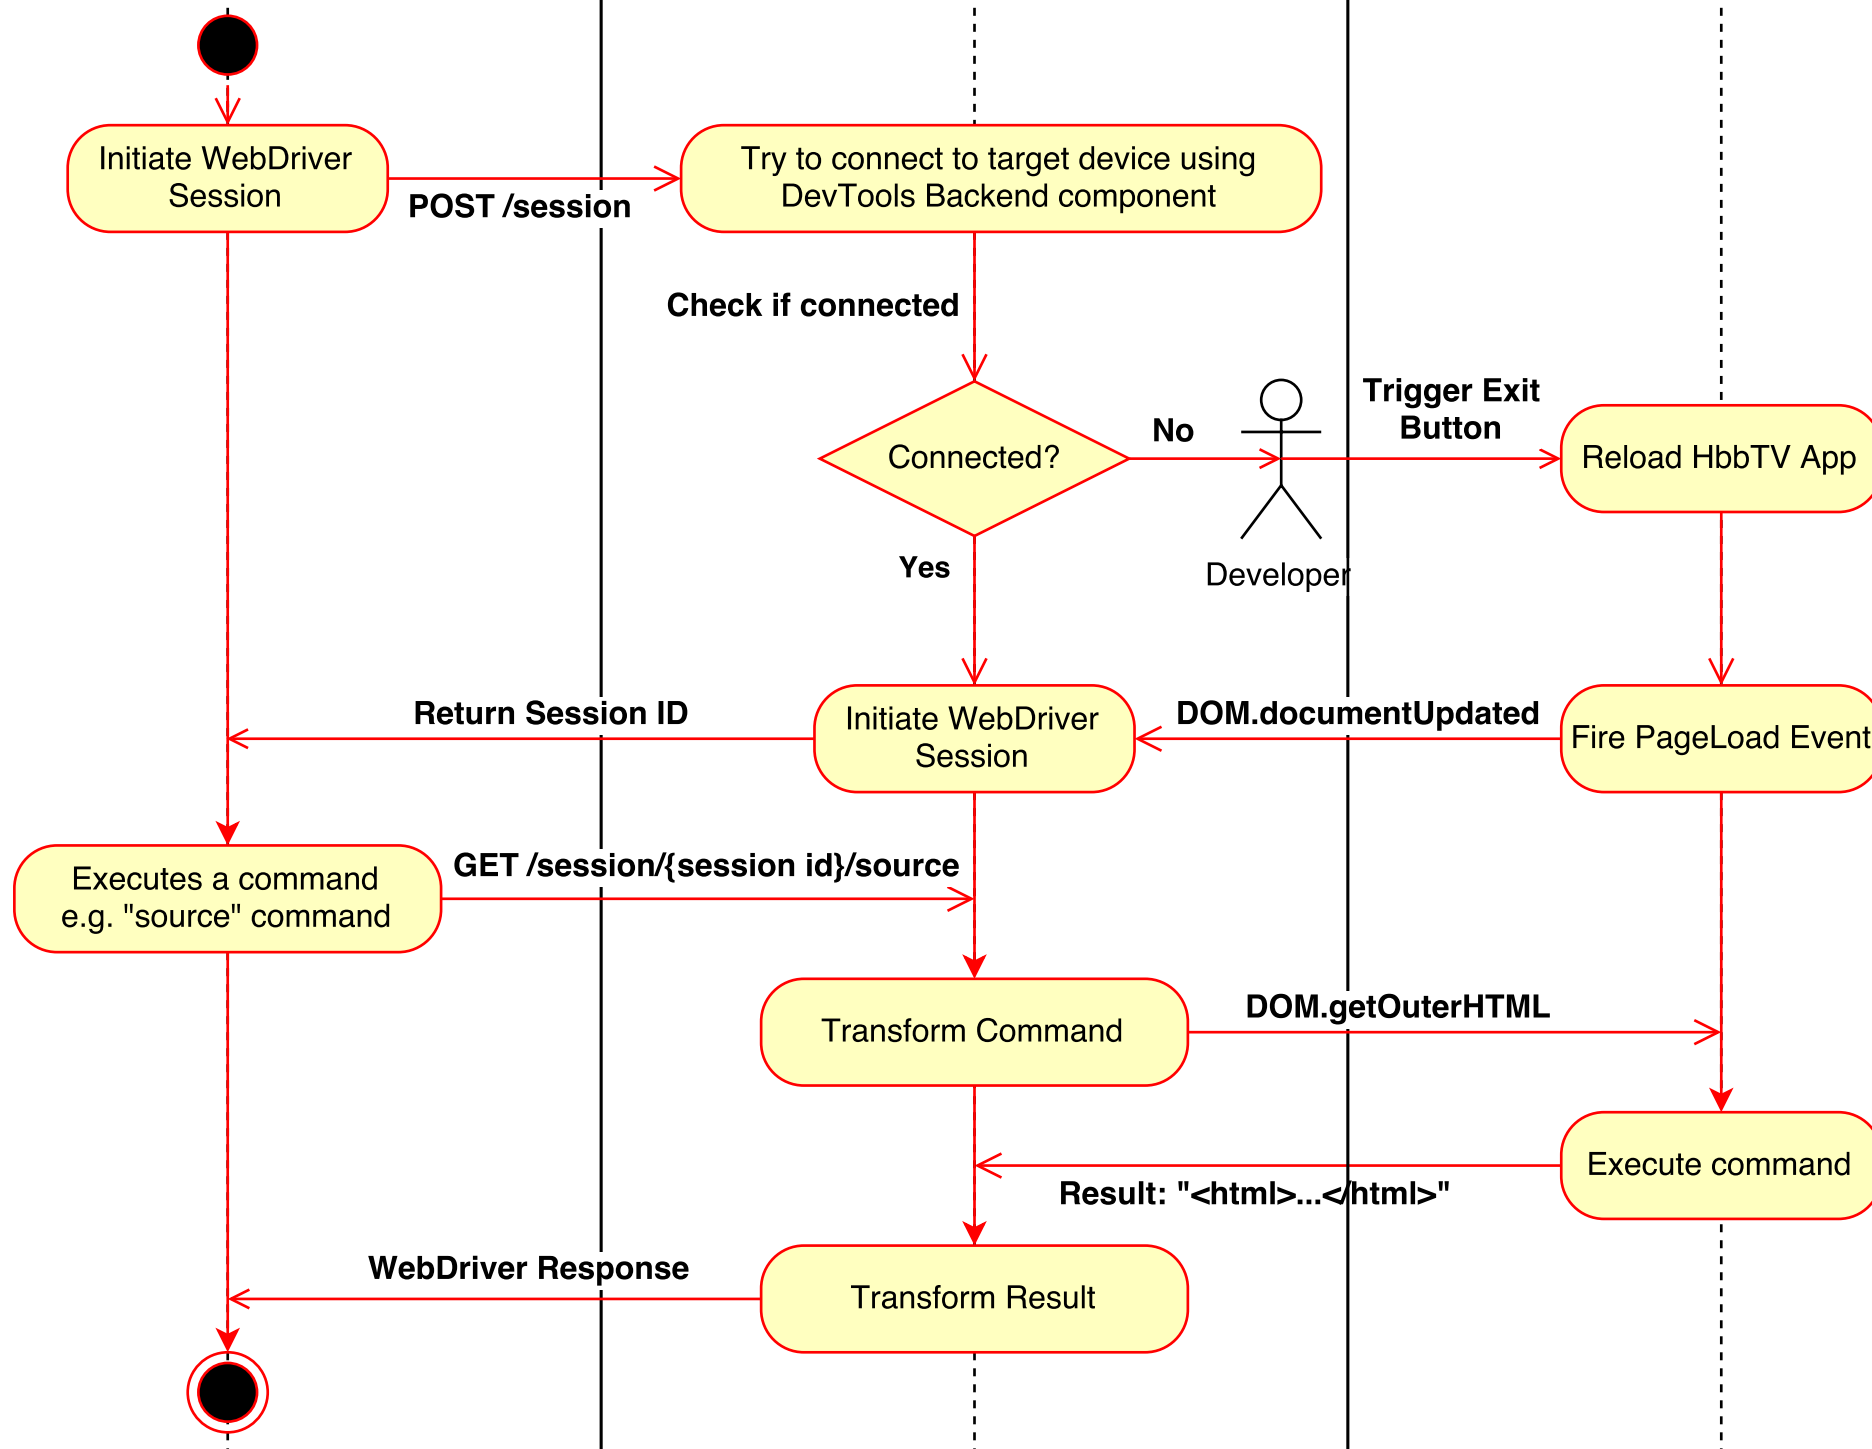 Initiate WebDriver
Session
POST /session
Try to connect to target device using
DevTools Backend component
Check if connected
Connected?
No
Trigger Exit
Button
Reload HbbTV App
Developer
Yes
Return Session ID
Initiate WebDriver
Session
DOM.documentUpdated
Fire PageLoad Event
Executes a command
e.g. "source" command
GET /session/{session id}/source
Transform Command
DOM.getOuterHTML
Execute command
Result: "<html>...</html>"
WebDriver Response
Transform Result